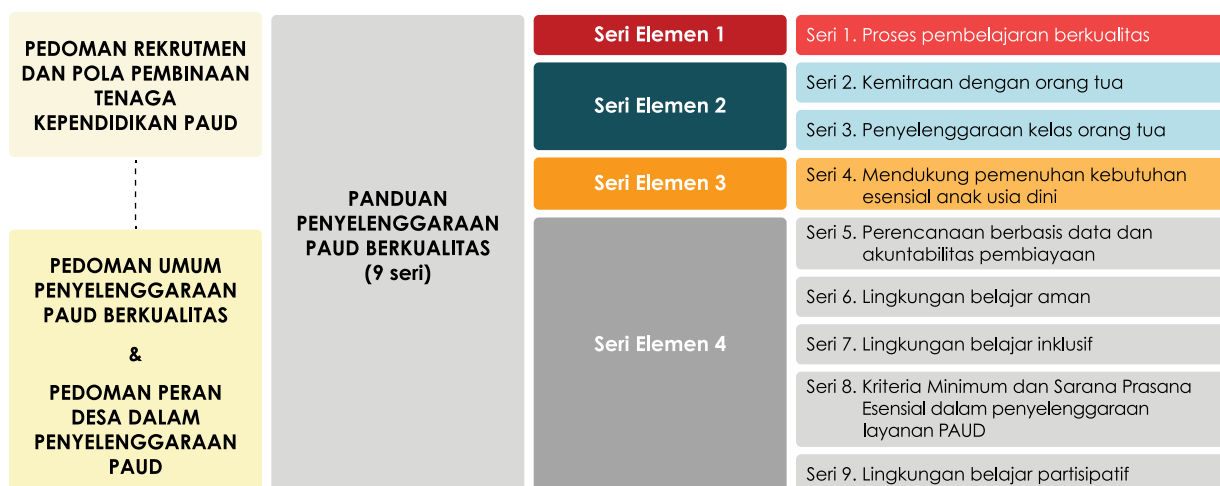 PEDOMAN REKRUTMEN
DAN POLA PEMBINAAN
TENAGA
KEPENDIDIKAN PAUD
PEDOMAN UMUM
PENYELENGGARAAN
PAUD BERKUALITAS
&
PEDOMAN PERAN
DESA DALAM
PENYELENGGARAAN
PAUD
PANDUAN
PENYELENGGARAAN
PAUD BERKUALITAS
(9 seri)
Seri Elemen 1
Seri 1. Proses pembelajaran berkualitas
Seri Elemen 2
Seri 2. Kemitraan dengan orang tua
Seri 3. Penyelenggaraan kelas orang tua
Seri Elemen 3
Seri 4. Mendukung pemenuhan kebutuhan
esensial anak usia dini
Seri Elemen 4
Seri 5. Perencanaan berbasis data dan
akuntabilitas pembiayaan
Seri 6. Lingkungan belajar aman
Seri 7. Lingkungan belajar inklusif
Seri 8. Kriteria Minimum dan Sarana Prasana
Esensial dalam penyelenggaraan
layanan PAUD
Seri 9. Lingkungan belajar partisipatif